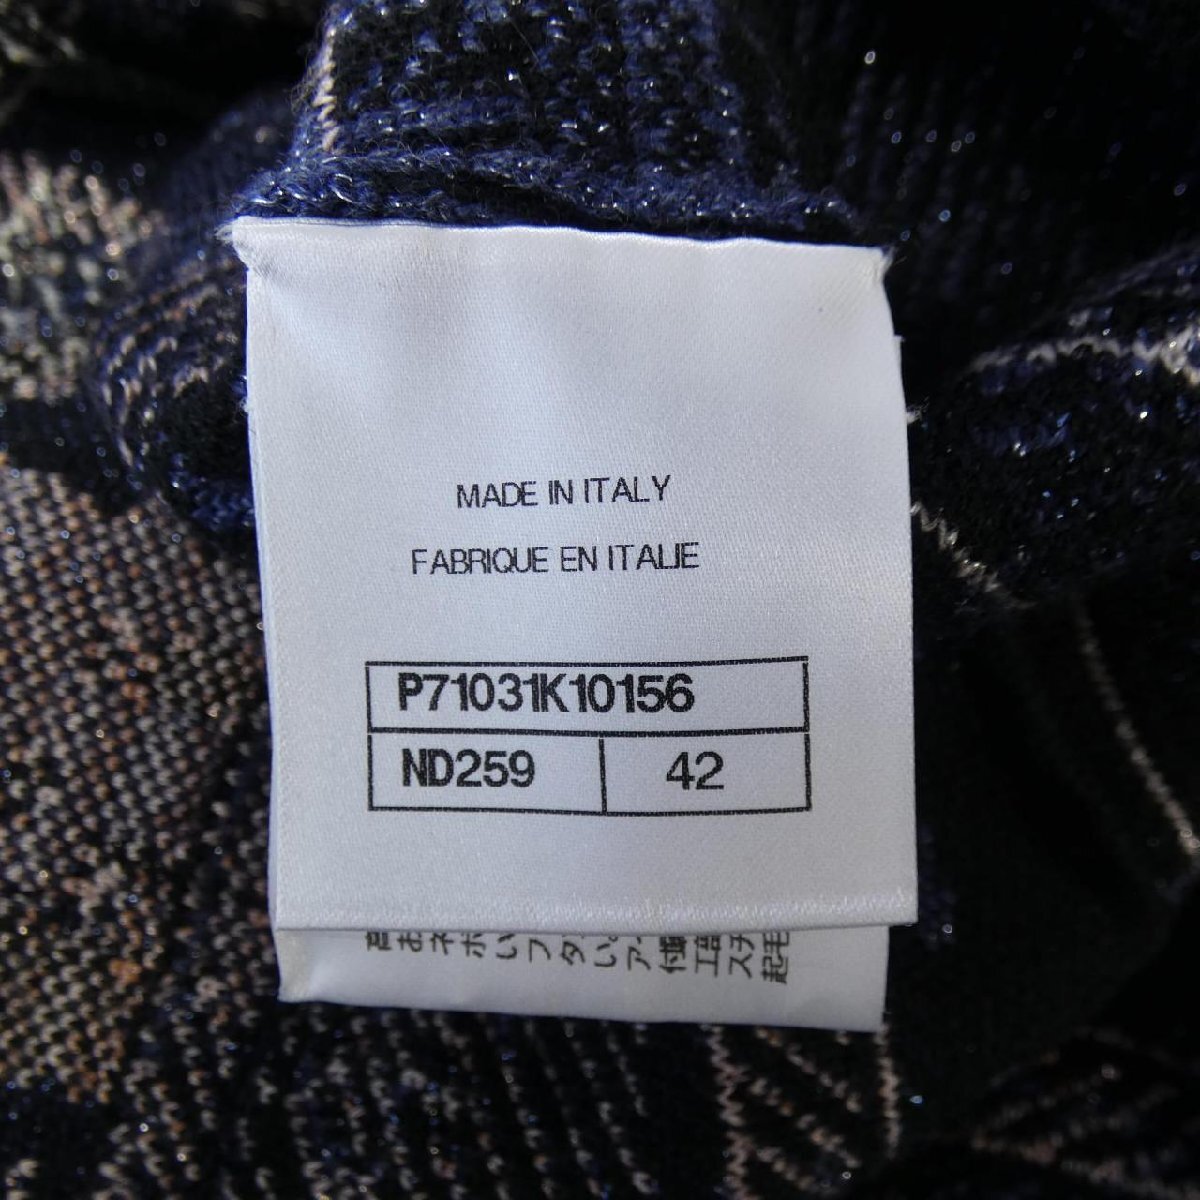 MADE IN ITALY
FABRIQUE EN ITALIE
P71031K10156
ND259 42